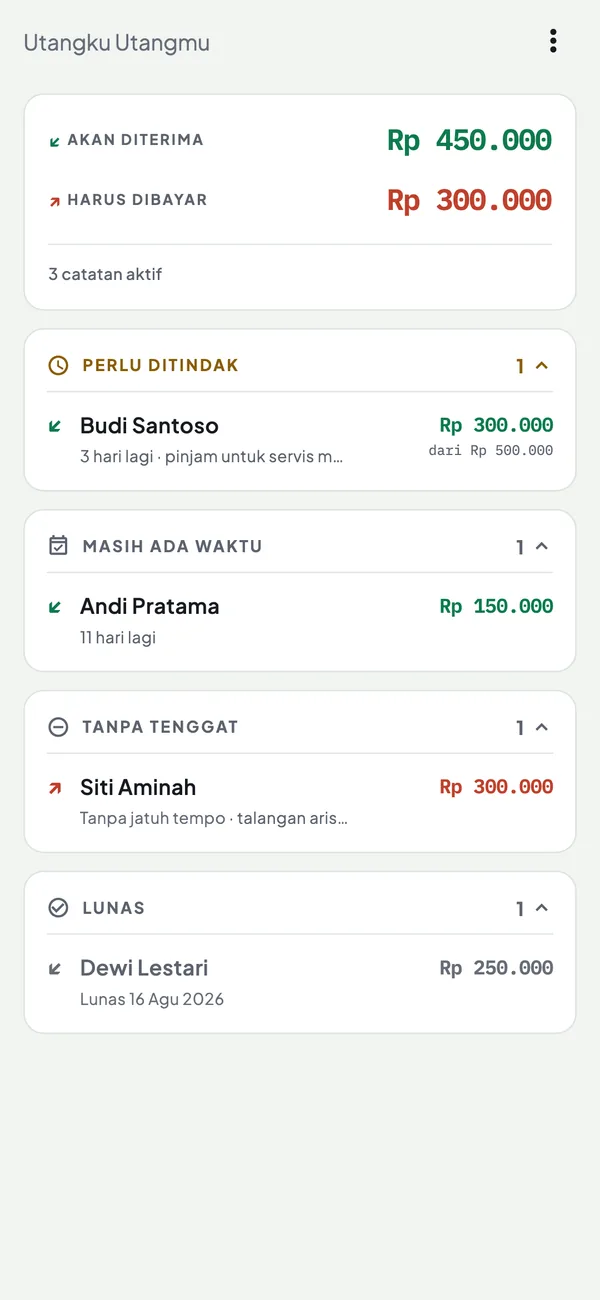 Utangku Utangmu
AKAN DITERIMA Rp 450.000
HARUS DIBAYAR Rp 300.000
3 catatan aktif
PERLU DITINDAK 1
Budi Santoso Rp 300.000
3 hari lagi · pinjam untuk servis m… dari Rp 500.000
MASIH ADA WAKTU 1
Andi Pratama Rp 150.000
11 hari lagi
TANPA TENGGAT 1
Siti Aminah Rp 300.000
Tanpa jatuh tempo · talangan aris…
LUNAS 1
Dewi Lestari Rp 250.000
Lunas 16 Agu 2026